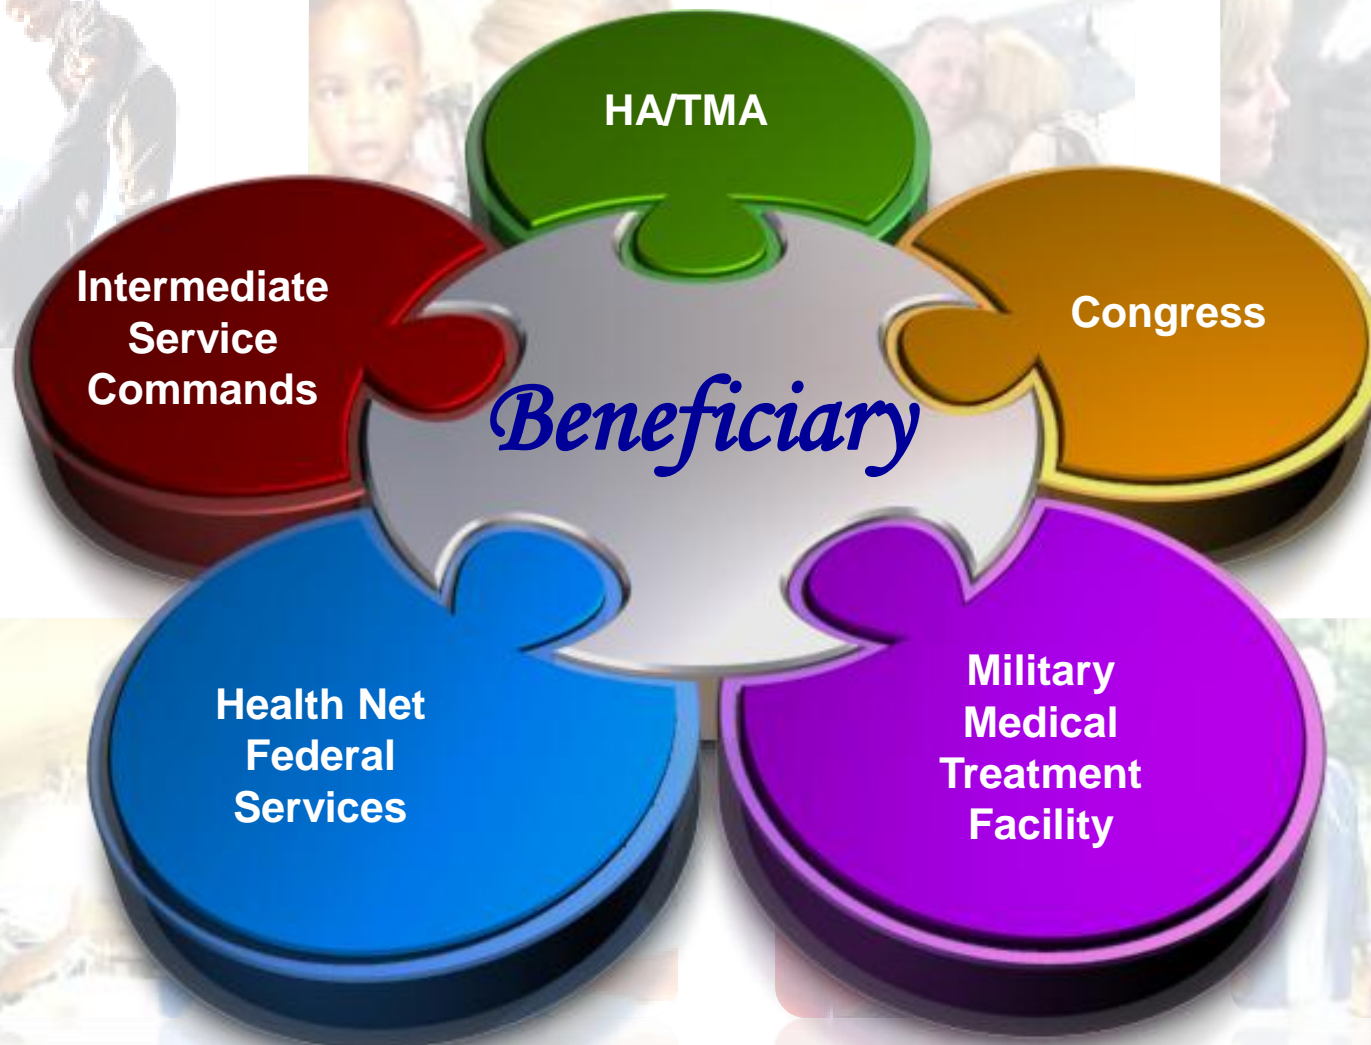 HA/TMA
Intermediate
Service
Commands
Congress
Beneficiary
Health Net
Federal
Services
Military
Medical
Treatment
Facility